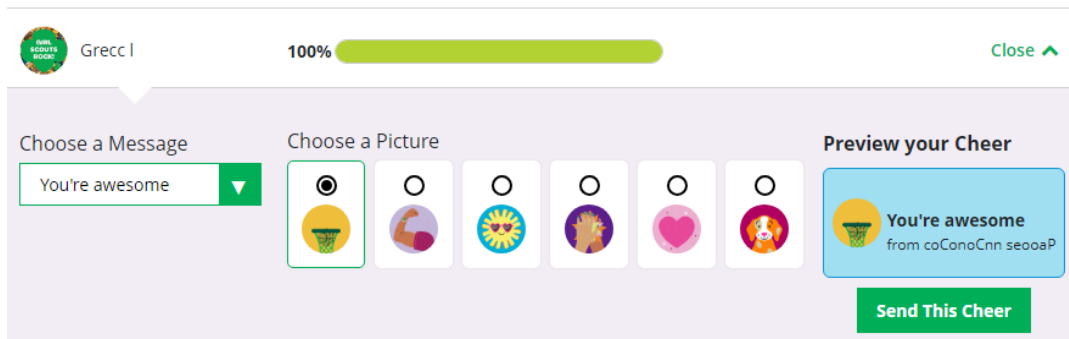 GIRL
SCOUTS
ROCK!
Grecc l
100%
Close
Choose a Message
You're awesome
Choose a Picture
Preview your Cheer
You're awesome
from coConoCnn seooaP
Send This Cheer